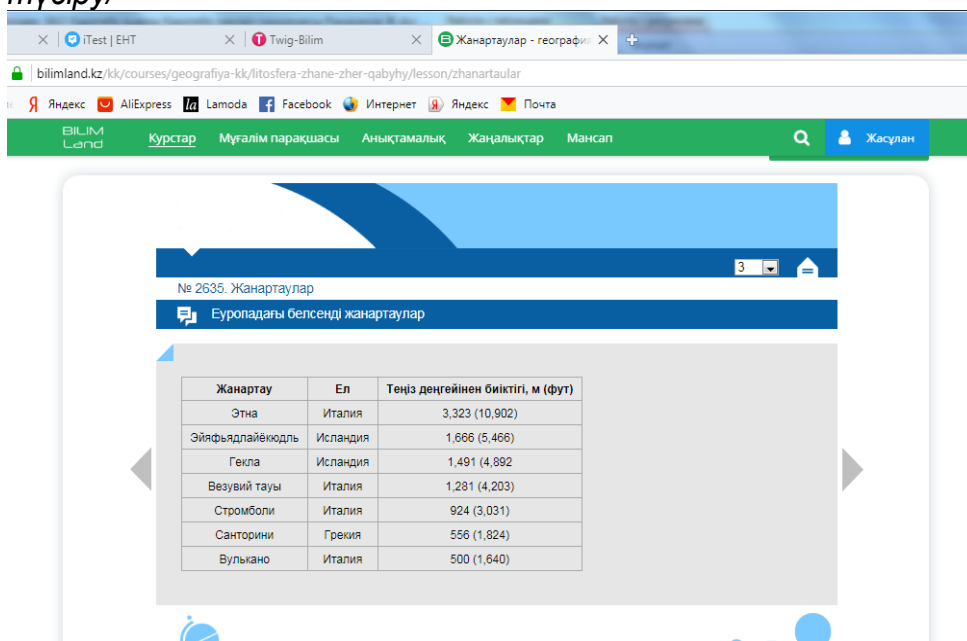 түсіру/
iTest | ЕНТ
Twig-Bilim
Жанартаулар - географи
bilimland.kz/kk/courses/geografiya-kk/litosfera-zhane-zher-qabyhy/lesson/zhanartaular
Яндекс AliExpress la Lamoda Facebook Интернет Яндекс Почта
BILIM Land Курстар Мұғалім парақшасы Анықтамалық Жаңалықтар Мансап Жасұлан
3
№ 2635. Жанартаулар
Еуропадағы белсенді жанартаулар
Жанартау Ел Теңіз деңгейінен биіктігі, м (фут)
Этна Италия 3,323 (10,902)
Эйяфьядлайёкюдль Исландия 1,666 (5,466)
Гекла Исландия 1,491 (4,892
Везувий тауы Италия 1,281 (4,203)
Стромболи Италия 924 (3,031)
Санторини Грекия 556 (1,824)
Вулькано Италия 500 (1,640)